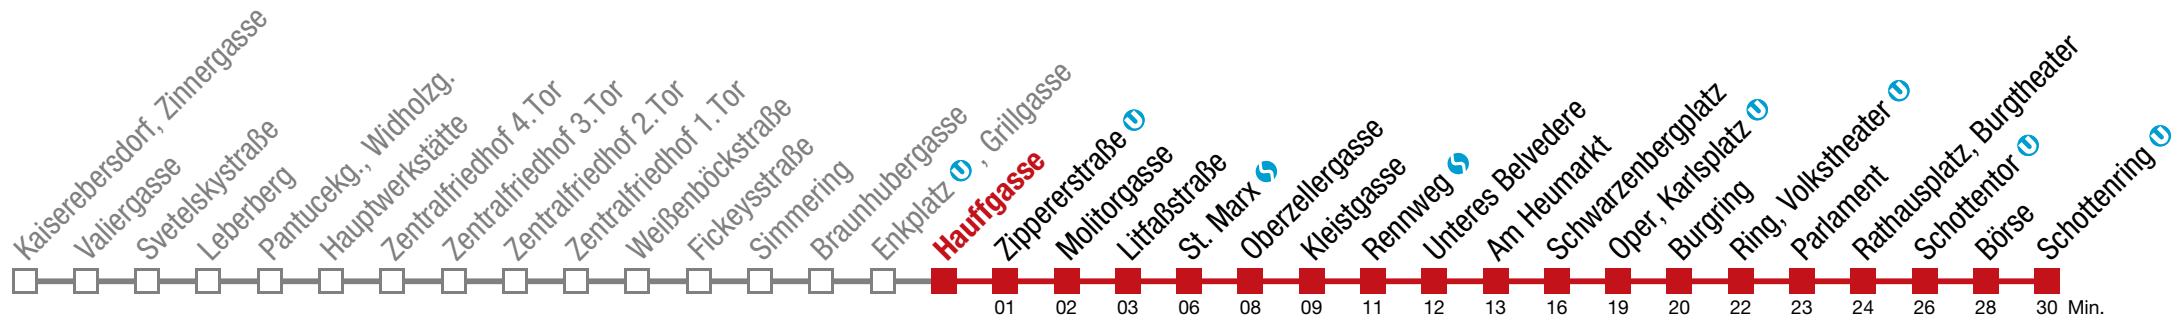 Kaiserebersdorf, Zinnergasse
Valiergasse
Svetelskystraße
Leberberg
Pantucekg., Widholzg.
Hauptwerkstätte
Zentralfriedhof 4.Tor
Zentralfriedhof 3.Tor
Zentralfriedhof 2.Tor
Zentralfriedhof 1.Tor
Weißenböckstraße
Fickeysstraße
Simmering
Braunhubergasse
Enkplatz U , Grillgasse
Hauffgasse
Zippererstraße U
Molitorgasse
Litfaßstraße
St. Marx S
Oberzellergasse
Kleistgasse
Rennweg S
Unteres Belvedere
Am Heumarkt
Schwarzenbergplatz
Oper, Karlsplatz U
Burgring
Ring, Volkstheater U
Parlament
Rathausplatz, Burgtheater
Schottentor U
Börse
Schottenring U
01 02 03 06 08 09 11 12 13 16 19 20 22 23 24 26 28 30 Min.